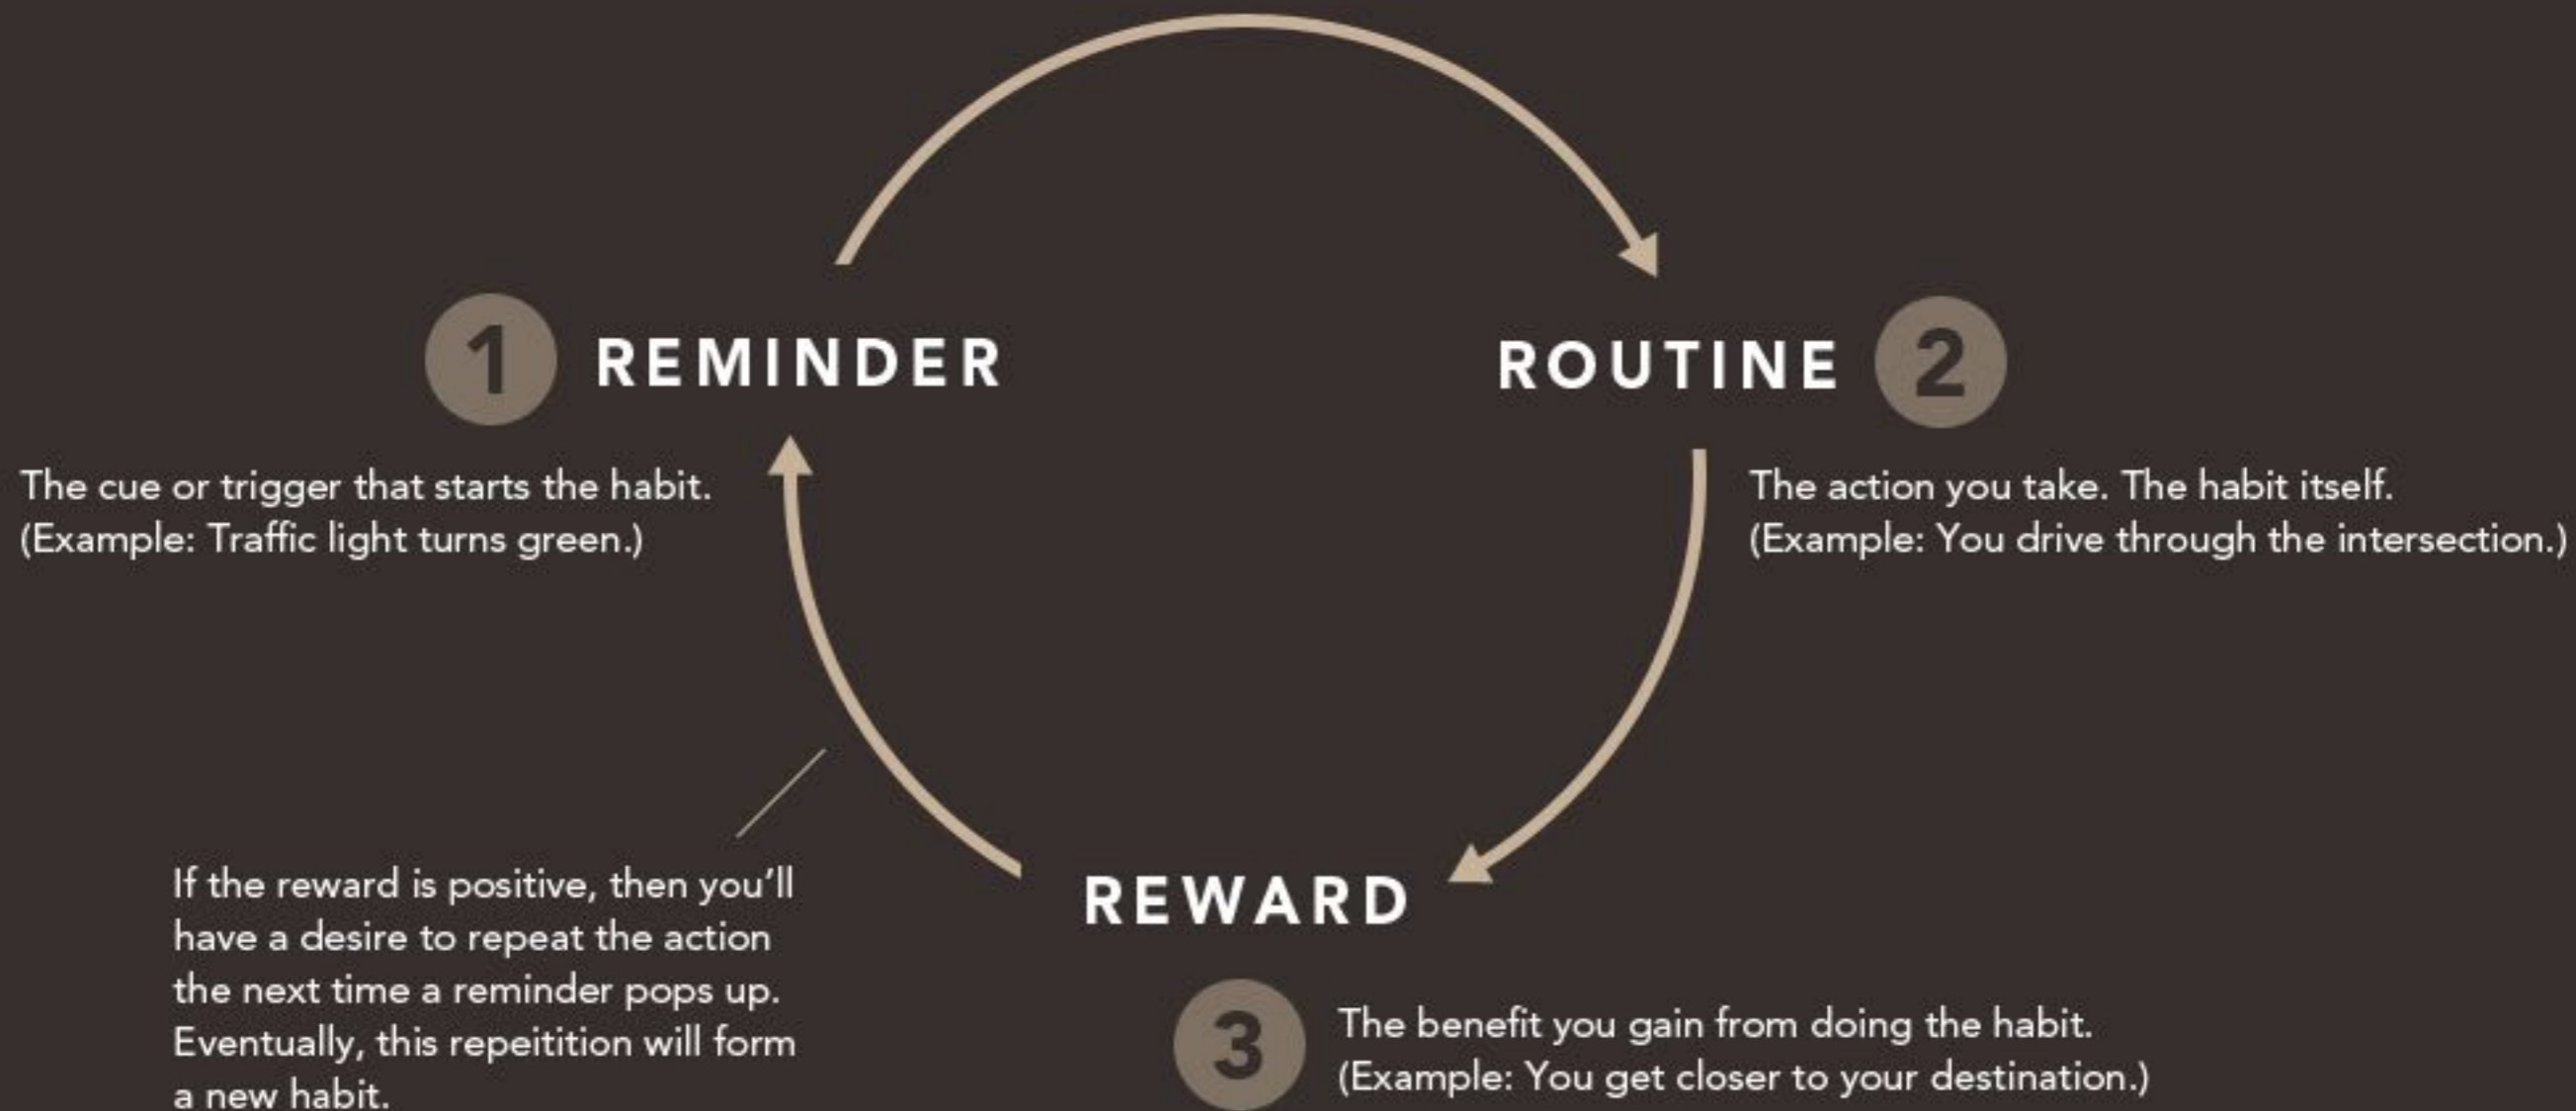 1 REMINDER
The cue or trigger that starts the habit.
(Example: Traffic light turns green.)
ROUTINE 2
The action you take. The habit itself.
(Example: You drive through the intersection.)
REWARD
3
The benefit you gain from doing the habit.
(Example: You get closer to your destination.)
If the reward is positive, then you’ll
have a desire to repeat the action
the next time a reminder pops up.
Eventually, this repeitition will form
a new habit.